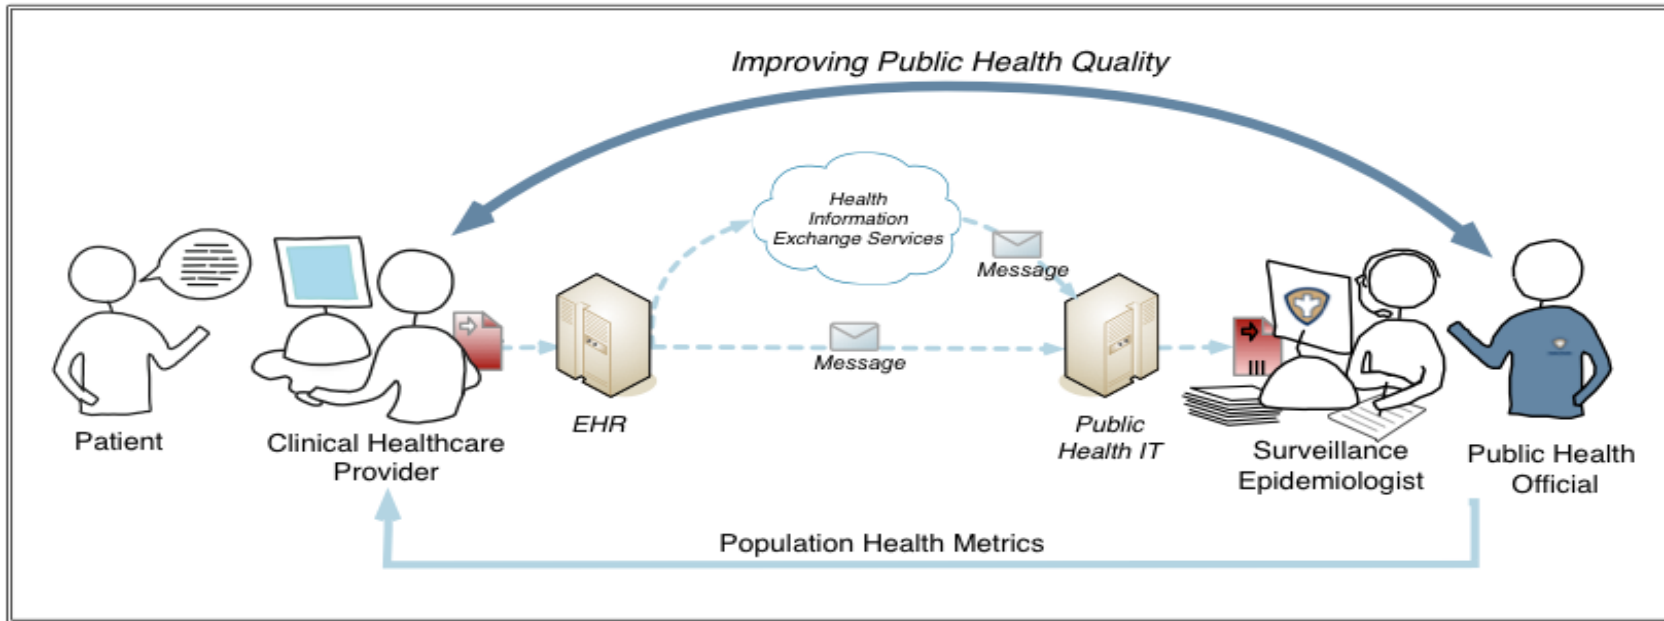 Improving Public Health Quality
Health
Information
Exchange Services
Message
Message
Patient
Clinical Healthcare
Provider
EHR
Public
Health IT
Surveillance
Epidemiologist
Public Health
Official
Population Health Metrics